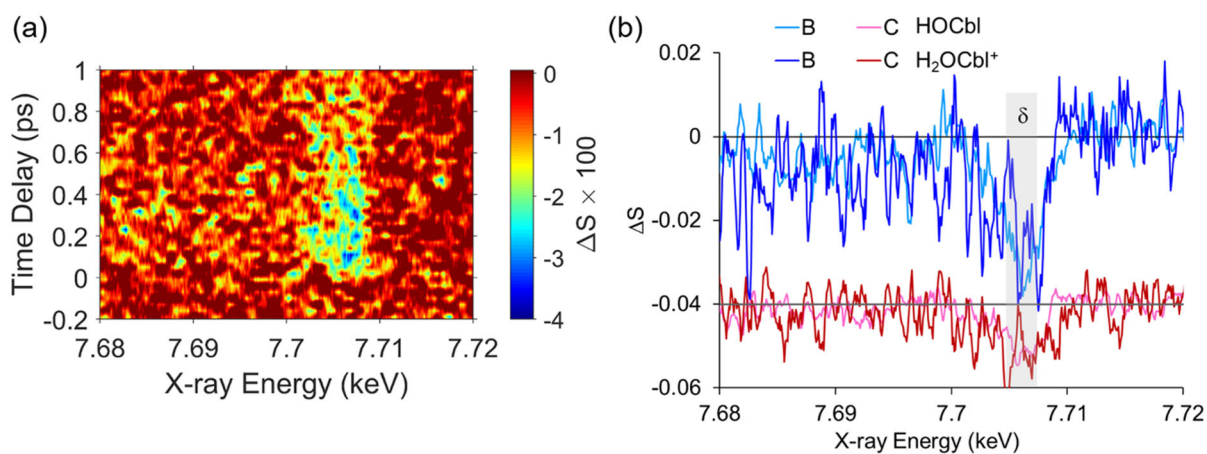 (a)
1
0.8
0.6
0.4
0.2
0
-0.2
Time Delay (ps)
7.68 7.69 7.7 7.71 7.72
X-ray Energy (keV)
0
-1
-2
-3
-4
ΔS × 100
(b)
B C HOCbl
B C H₂OCbl⁺
δ
0.02
0
-0.02
-0.04
-0.06
ΔS
7.68 7.69 7.7 7.71 7.72
X-ray Energy (keV)